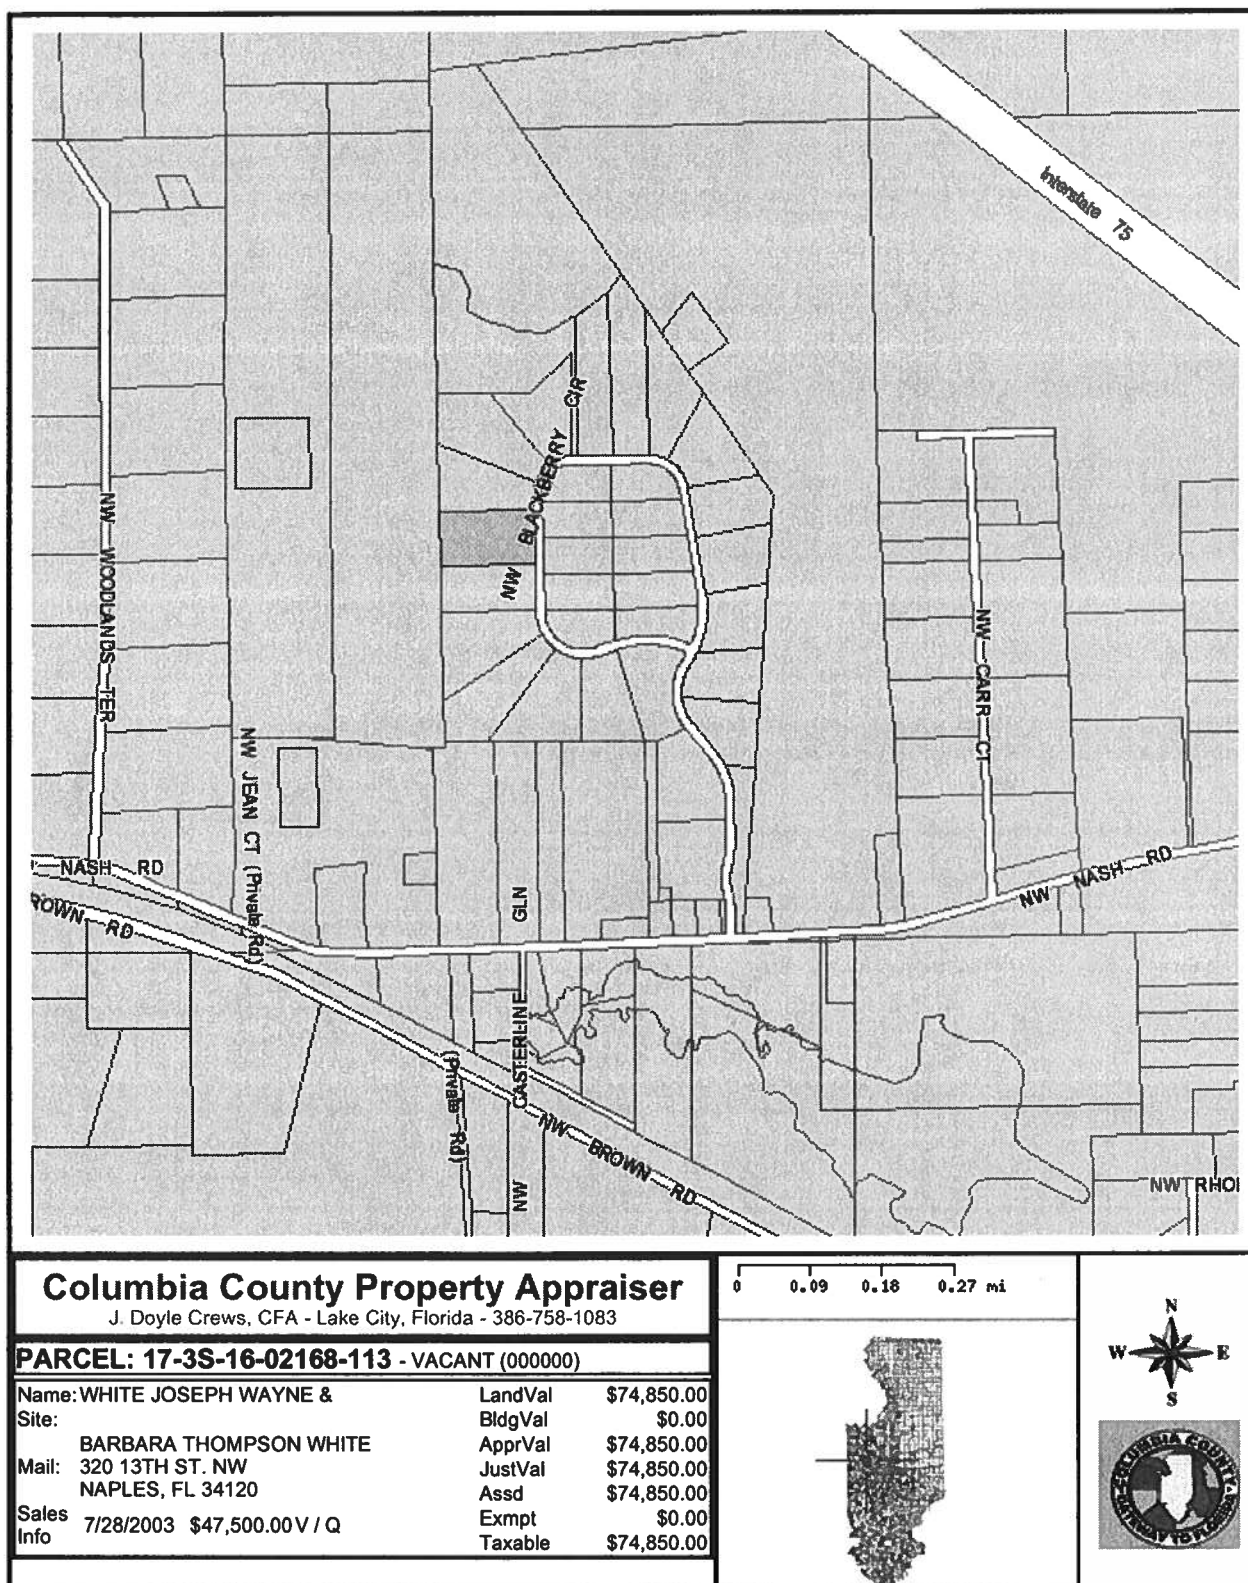 Interstate 75
BLACKBERRY CIR
NW
NW WOODLANDS TER
NW CARR CT
NW JEAN CT (Private Rd)
NASH RD
NW NASH RD
ROWN RD
GLN
CASTERLINE
NW
(Private Rd)
NW BROWN RD
NW RHO
Columbia County Property Appraiser
J. Doyle Crews, CFA - Lake City, Florida - 386-758-1083
PARCEL: 17-3S-16-02168-113 - VACANT (000000)
Name: WHITE JOSEPH WAYNE & LandVal $74,850.00
Site: BldgVal $0.00
BARBARA THOMPSON WHITE ApprVal $74,850.00
Mail: 320 13TH ST. NW JustVal $74,850.00
NAPLES, FL 34120 Assd $74,850.00
Sales Info 7/28/2003 $47,500.00 V / Q Exmpt $0.00
Taxable $74,850.00
0 0.09 0.18 0.27 mi
N
W E
S
COLUMBIA COUNTY
GATEWAY TO FLORIDA